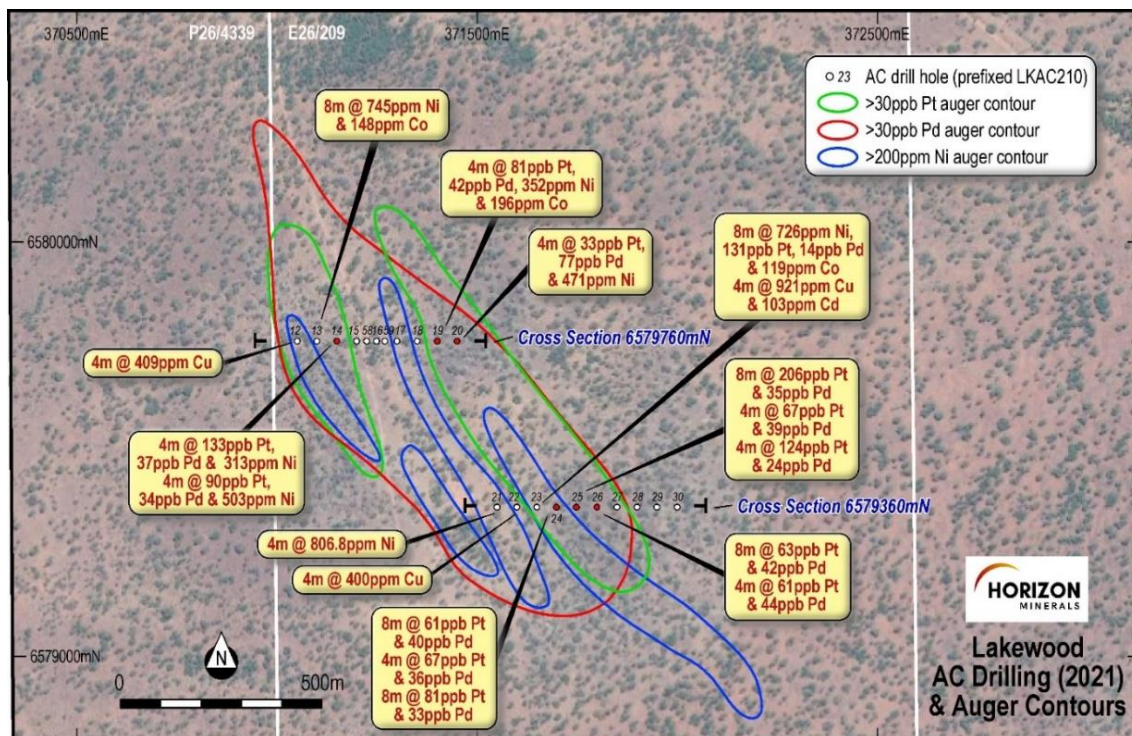 370500mE
P26/4339
E26/209
371500mE
372500mE
23 AC drill hole (prefixed LKAC210)
>30ppb Pt auger contour
>30ppb Pd auger contour
>200ppm Ni auger contour
8m @ 745ppm Ni
& 148ppm Co
4m @ 81ppb Pt,
42ppb Pd, 352ppm Ni
& 196ppm Co
4m @ 33ppb Pt,
77ppb Pd
& 471ppm Ni
8m @ 726ppm Ni,
131ppb Pt, 14ppb Pd
& 119ppm Co
4m @ 921ppm Cu
& 103ppm Cd
6580000mN
12 13 14 15 58 16 59 17 18 19 20
Cross Section 6579760mN
4m @ 409ppm Cu
8m @ 206ppb Pt
& 35ppb Pd
4m @ 67ppb Pt
& 39ppb Pd
4m @ 124ppb Pt
& 24ppb Pd
4m @ 133ppb Pt,
37ppb Pd & 313ppm Ni
4m @ 90ppb Pt,
34ppb Pd & 503ppm Ni
21 22 23 25 26 27 28 29 30
24
Cross Section 6579360mN
4m @ 806.8ppm Ni
4m @ 400ppm Cu
8m @ 63ppb Pt
& 42ppb Pd
4m @ 61ppb Pt
& 44ppb Pd
8m @ 61ppb Pt
& 40ppb Pd
4m @ 67ppb Pt
& 36ppb Pd
8m @ 81ppb Pt
& 33ppb Pd
6579000mN
N
0 500m
HORIZON
MINERALS
Lakewood
AC Drilling (2021)
& Auger Contours